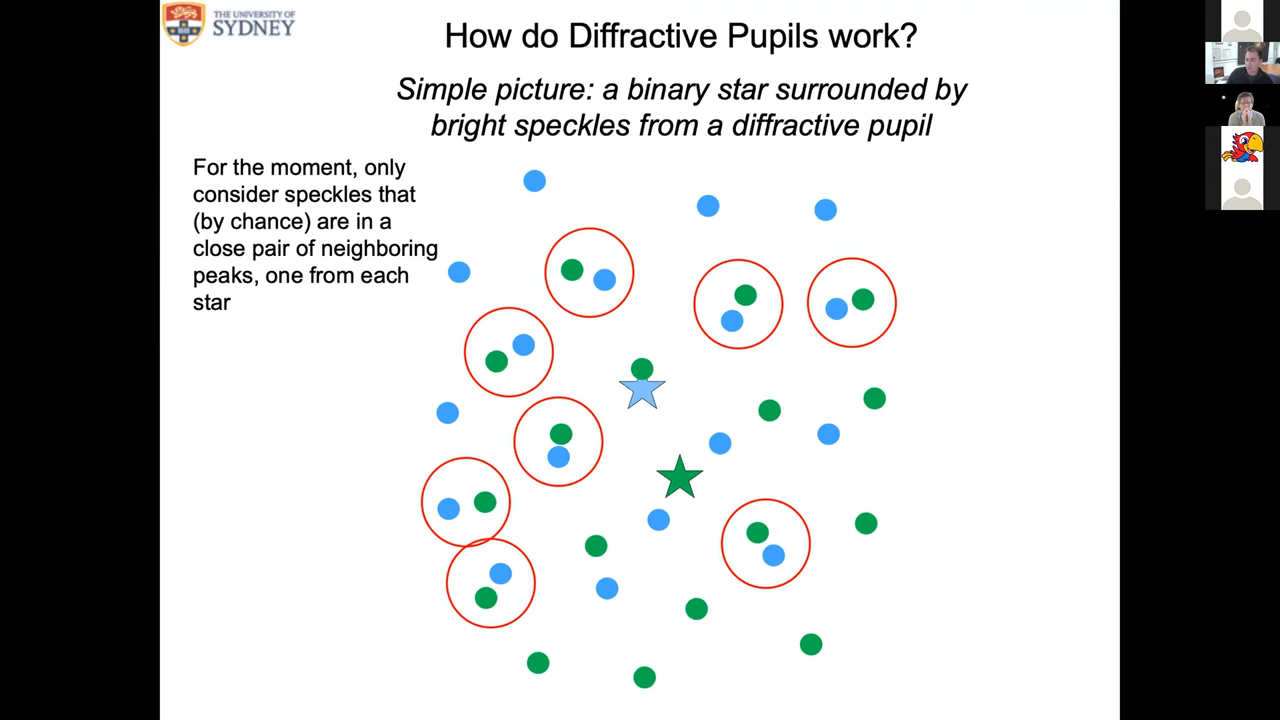 THE UNIVERSITY OF
SYDNEY
How do Diffractive Pupils work?
Simple picture: a binary star surrounded by
bright speckles from a diffractive pupil
For the moment, only
consider speckles that
(by chance) are in a
close pair of neighboring
peaks, one from each
star